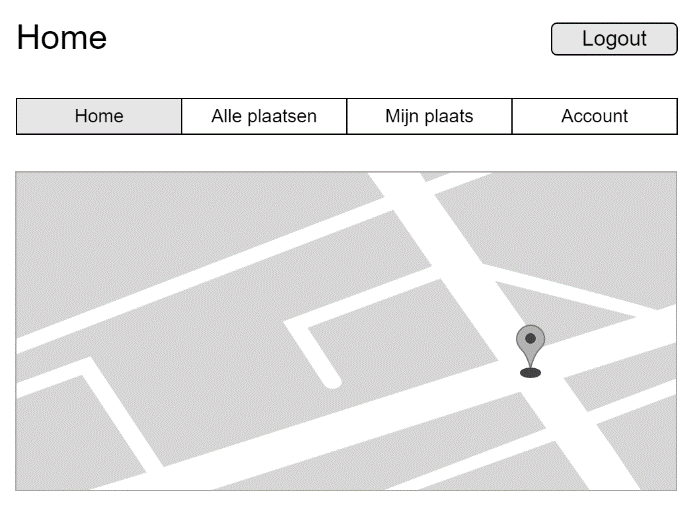 Home
Logout
Home
Alle plaatsen
Mijn plaats
Account